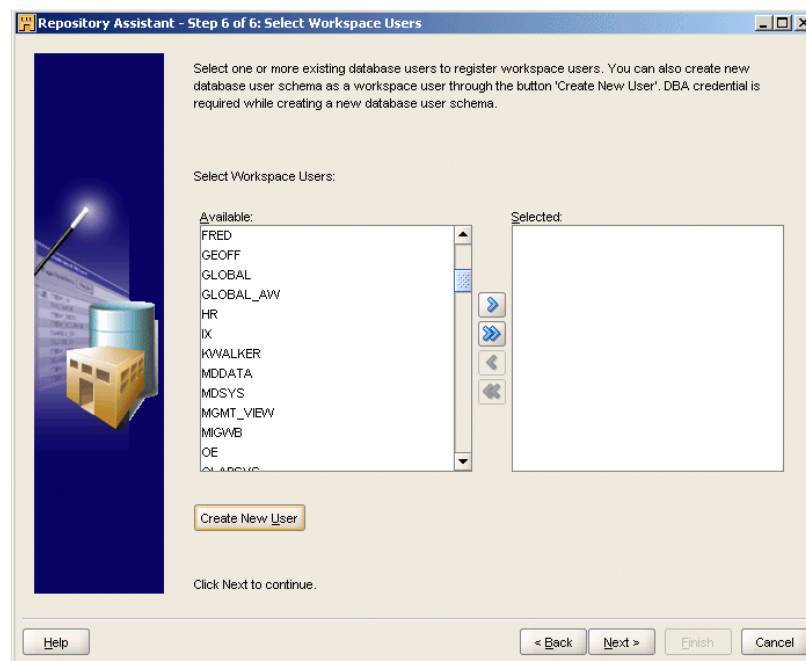 Repository Assistant - Step 6 of 6: Select Workspace Users
Select one or more existing database users to register workspace users. You can also create new
database user schema as a workspace user through the button 'Create New User'. DBA credential is
required while creating a new database user schema.
Select Workspace Users:
Available:
Selected:
FRED
GEOFF
GLOBAL
GLOBAL_AW
HR
IX
KWALKER
MDDATA
MDSYS
MGMT_VIEW
MIGWB
OE
Create New User
Click Next to continue.
Help
< Back
Next >
Finish
Cancel